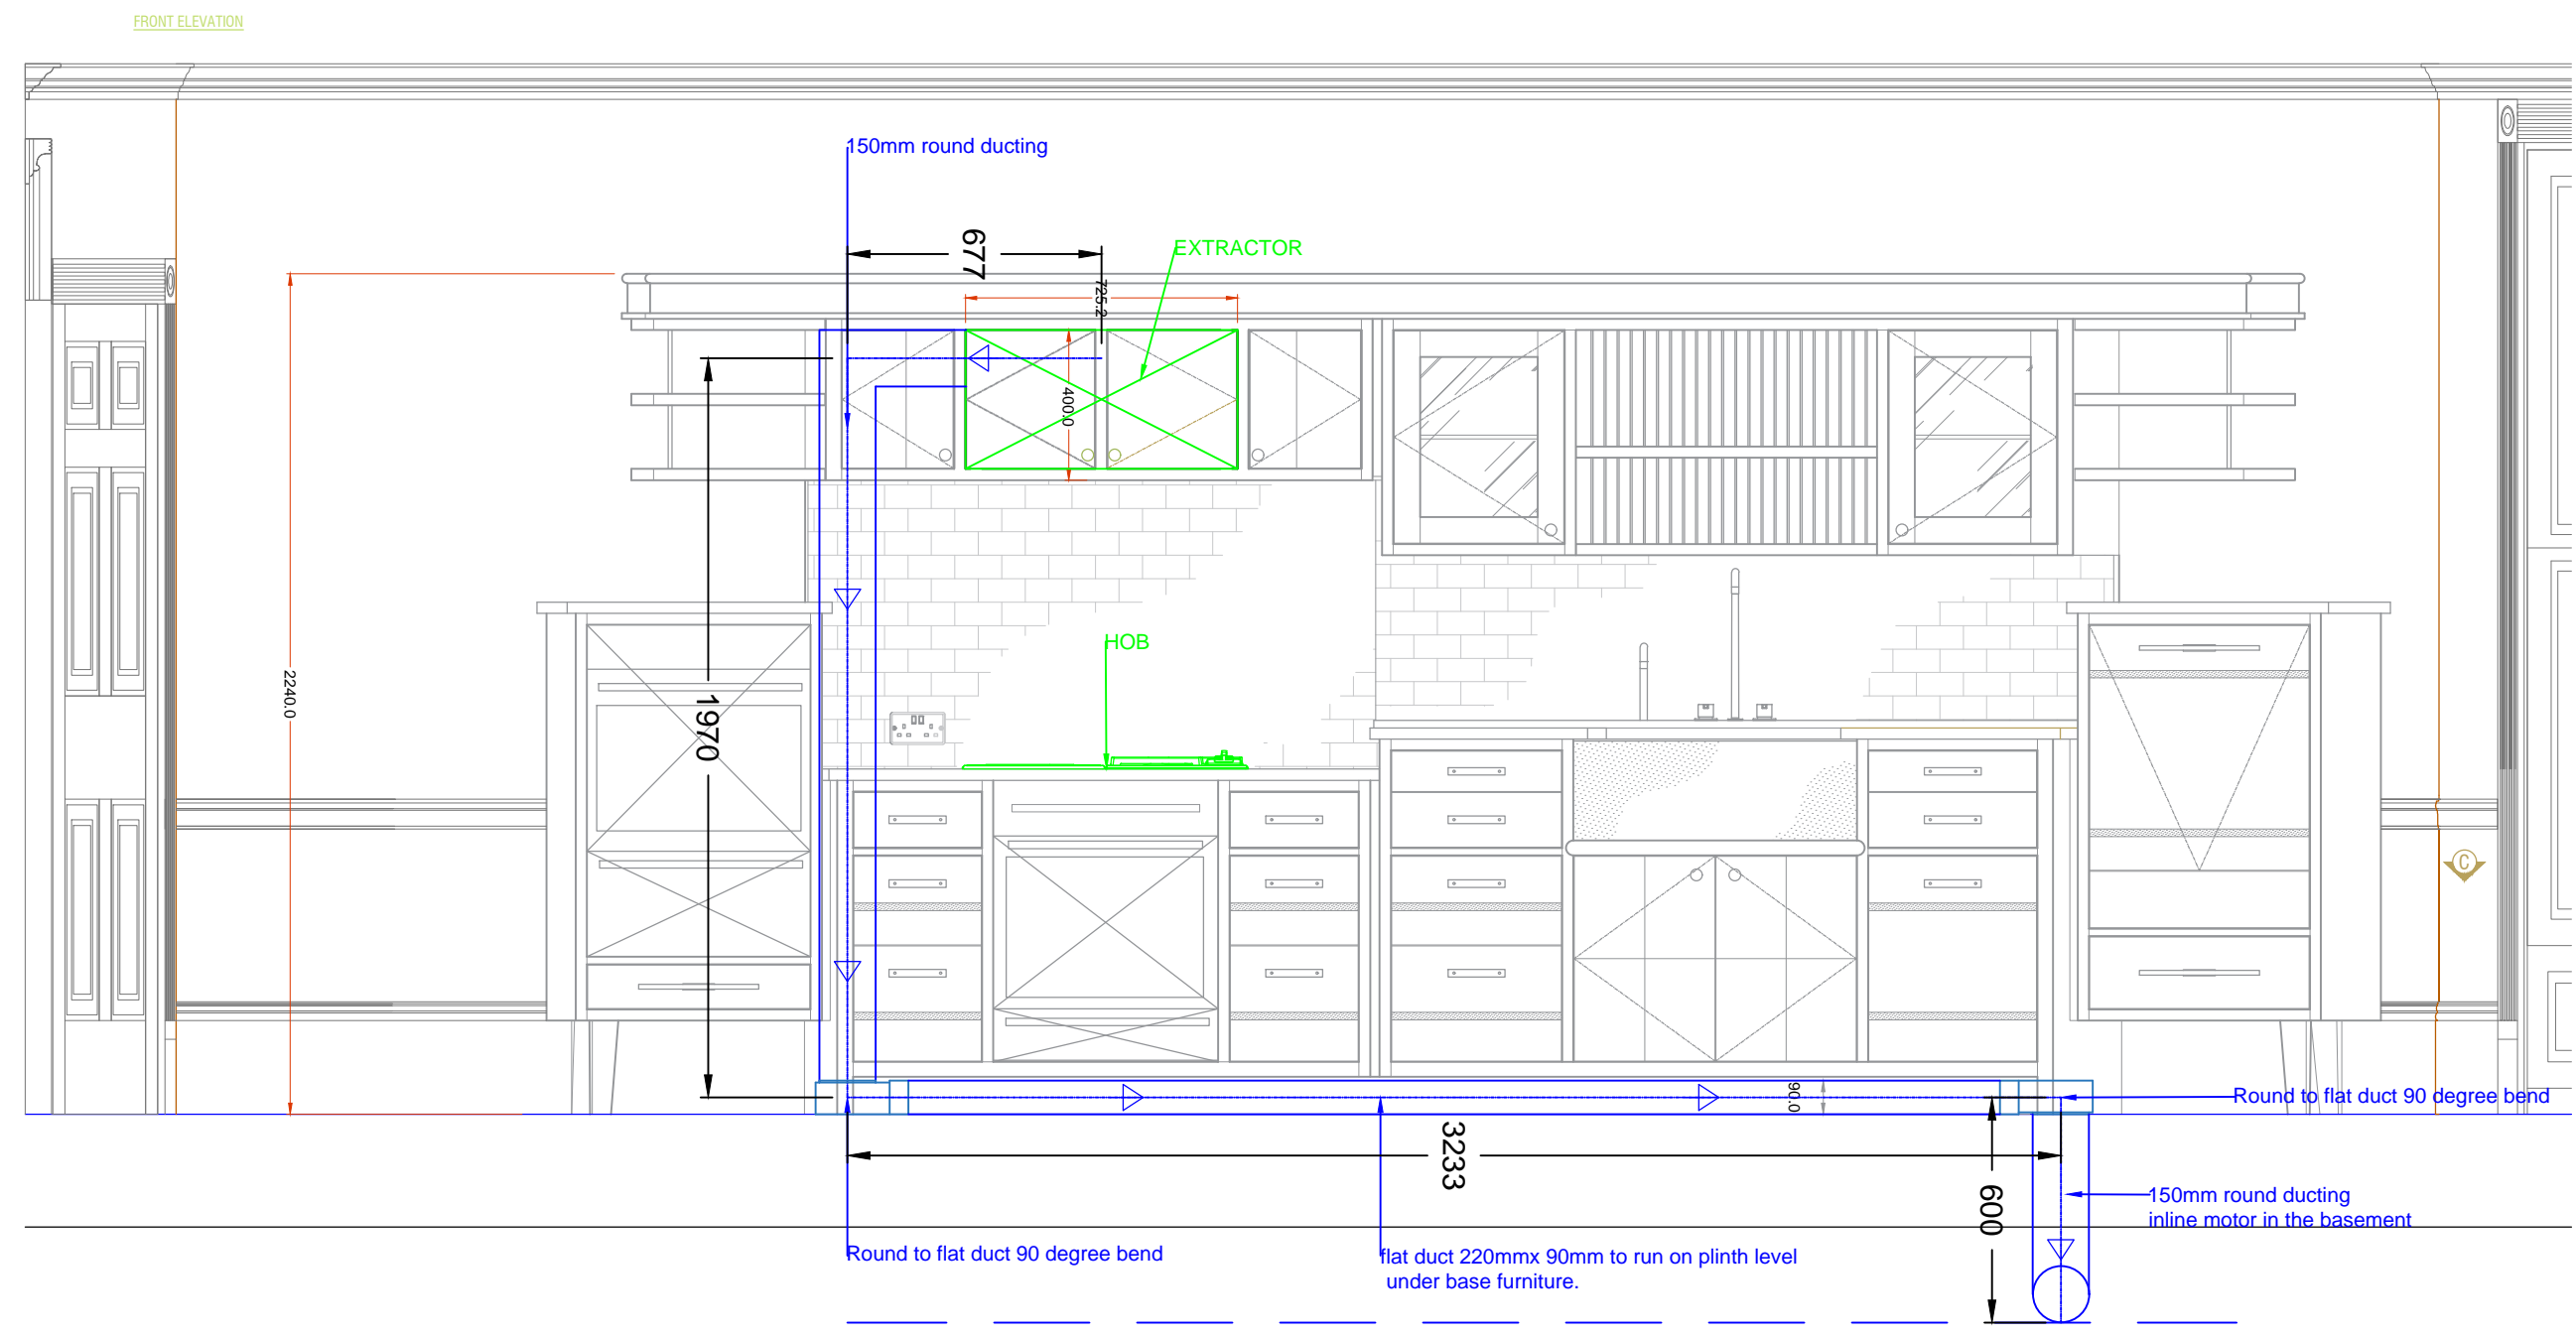 FRONT ELEVATION
150mm round ducting
677
EXTRACTOR
725.2
400.0
HOB
2240.0
1970
C
90.0
Round to flat duct 90 degree bend
3233
600
150mm round ducting
inline motor in the basement
Round to flat duct 90 degree bend
flat duct 220mmx 90mm to run on plinth level
under base furniture.